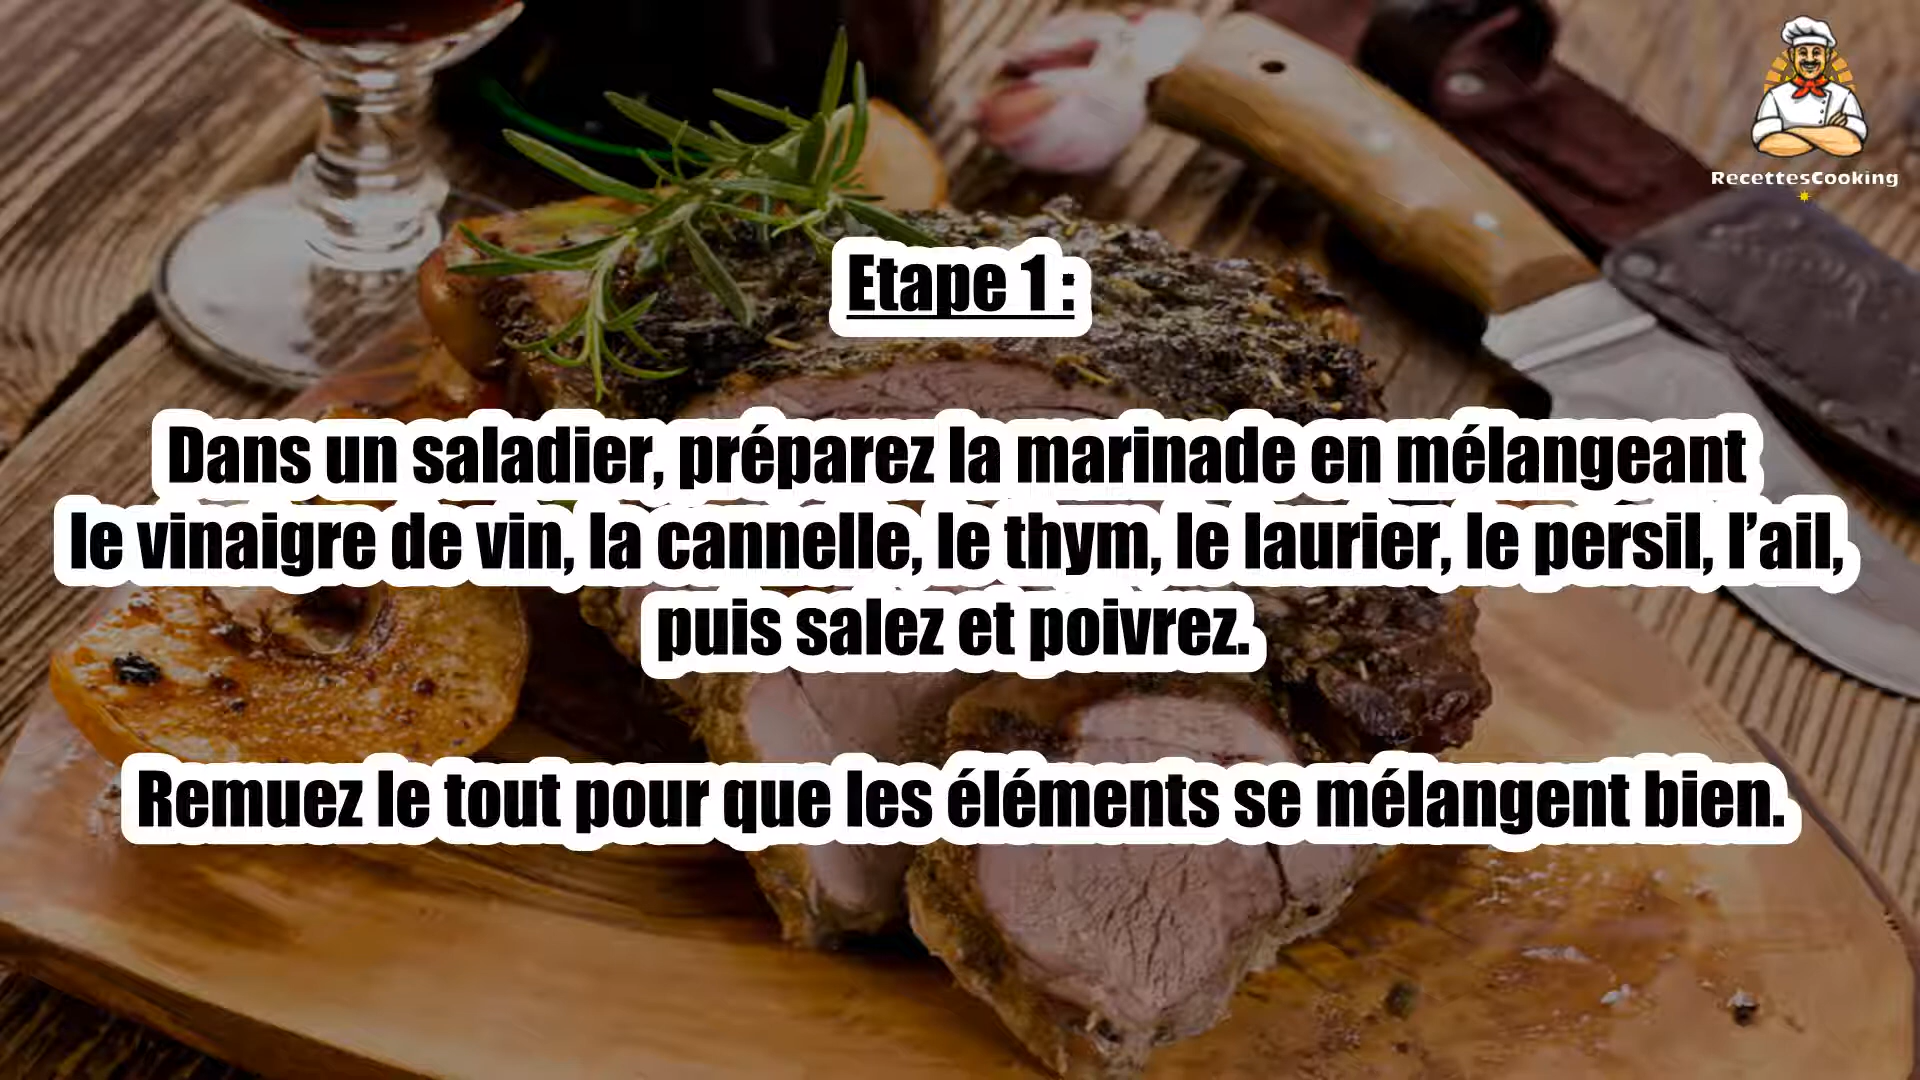 RecettesCooking
Etape 1 :
Dans un saladier, préparez la marinade en mélangeant
le vinaigre de vin, la cannelle, le thym, le laurier, le persil, l’ail,
puis salez et poivrez.
Remuez le tout pour que les éléments se mélangent bien.